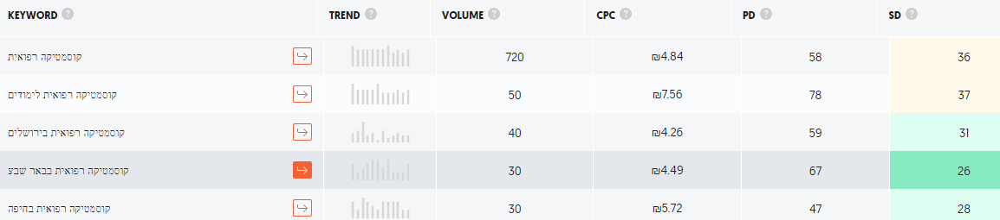 KEYWORD ? TREND ? VOLUME ? CPC ? PD ? SD ?
קוסמטיקה רפואית 720 ₪4.84 58 36
קוסמטיקה רפואית לימודים 50 ₪7.56 78 37
קוסמטיקה רפואית בירושלים 40 ₪4.26 59 31
קוסמטיקה רפואית בבאר שבע 30 ₪4.49 67 26
קוסמטיקה רפואית בחיפה 30 ₪5.72 47 28